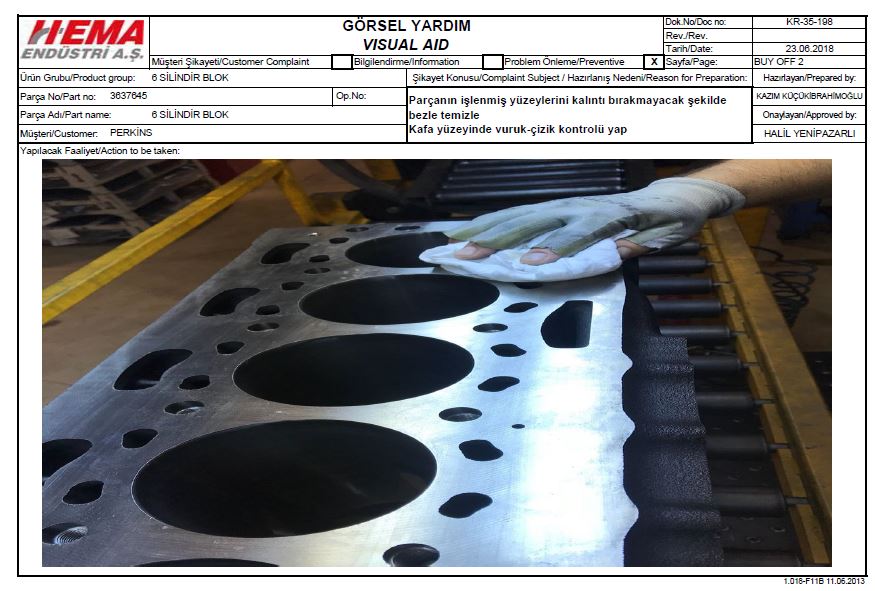 HEMA
ENDÜSTRİ A.Ş.
GÖRSEL YARDIM
VISUAL AID
Dok.No/Doc no: KR-35-198
Rev./Rev.
Tarih/Date: 23.06.2018
Müşteri Şikayeti/Customer Complaint Bilgilendirme/Information Problem Önleme/Preventive X Sayfa/Page: BUY OFF 2
Ürün Grubu/Product group: 6 SİLİNDİR BLOK Şikayet Konusu/Complaint Subject / Hazırlanış Nedeni/Reason for Preparation: Hazırlayan/Prepared by:
Parça No/Part no: 3637645 Op.No:
Parçanın işlenmiş yüzeylerini kalıntı bırakmayacak şekilde
bezle temizle
Kafa yüzeyinde vuruk-çizik kontrolü yap
KAZIM KÜÇÜKİBRAHİMOĞLU
Parça Adı/Part name: 6 SİLİNDİR BLOK Onaylayan/Approved by:
Müşteri/Customer: PERKİNS HALİL YENİPAZARLI
Yapılacak Faaliyet/Action to be taken:
1.018-F11B 11.06.2013